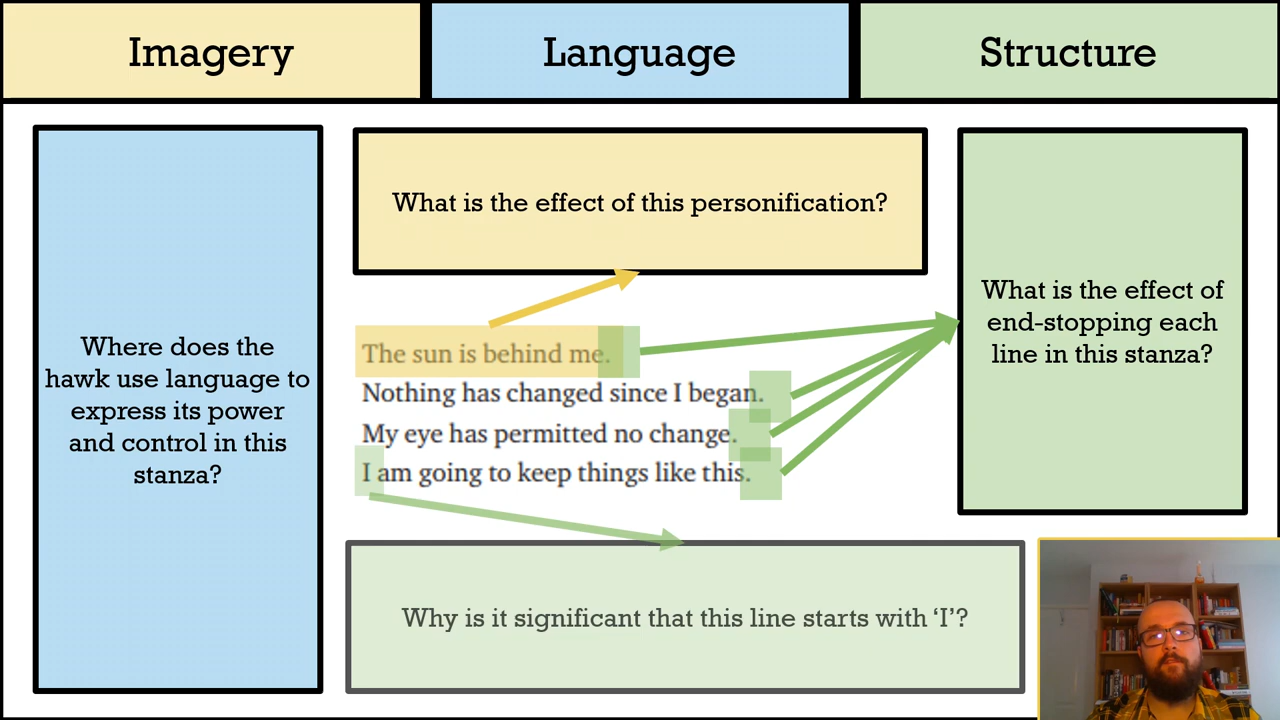 Imagery
Language
Structure
Where does the
hawk use language to
express its power
and control in this
stanza?
What is the effect of this personification?
The sun is behind me.
Nothing has changed since I began.
My eye has permitted no change.
I am going to keep things like this.
What is the effect of
end-stopping each
line in this stanza?
Why is it significant that this line starts with ‘I’?